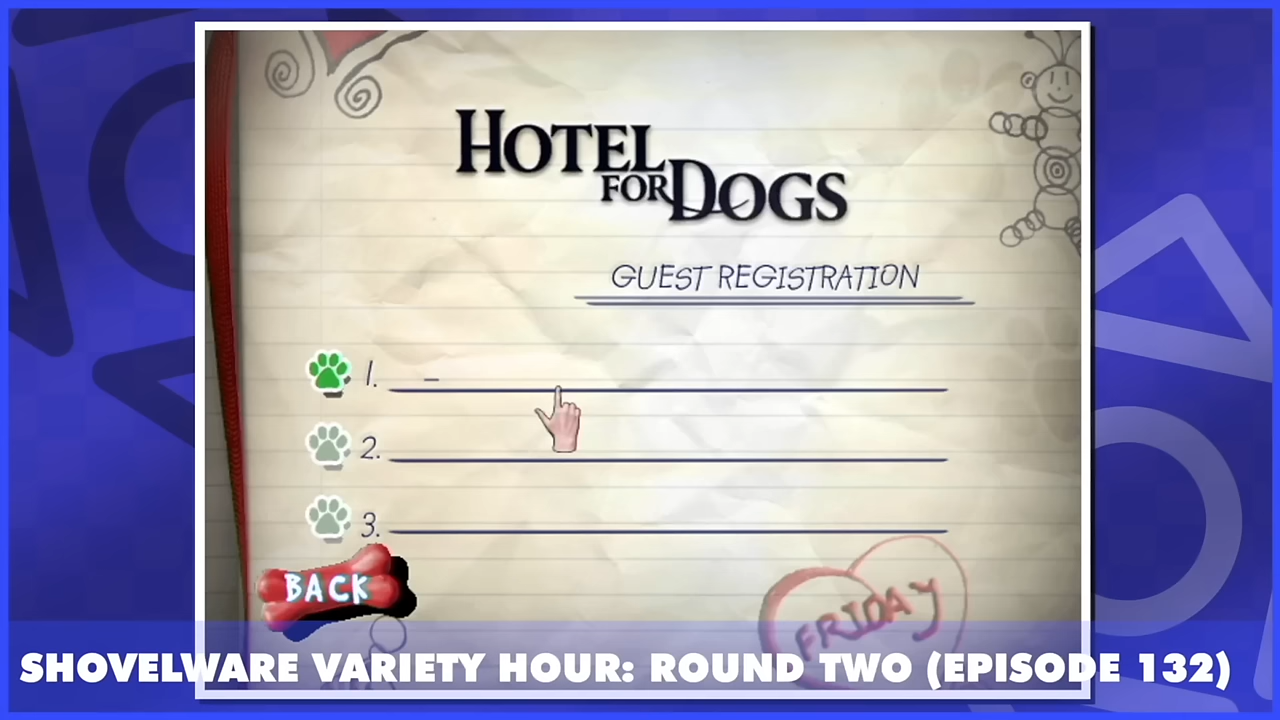 HOTEL
FOR DOGS
GUEST REGISTRATION
1. _
2.
3.
BACK
FRIDAY
SHOVELWARE VARIETY HOUR: ROUND TWO (EPISODE 132)